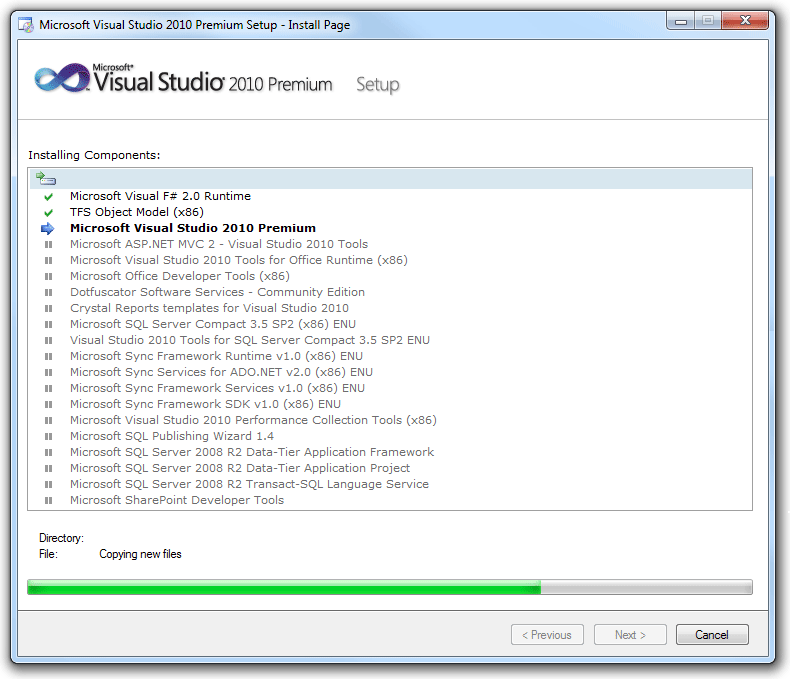 Microsoft Visual Studio 2010 Premium Setup - Install Page
Microsoft®
Visual Studio® 2010 Premium Setup
Installing Components:
Microsoft Visual F# 2.0 Runtime
TFS Object Model (x86)
Microsoft Visual Studio 2010 Premium
Microsoft ASP.NET MVC 2 - Visual Studio 2010 Tools
Microsoft Visual Studio 2010 Tools for Office Runtime (x86)
Microsoft Office Developer Tools (x86)
Dotfuscator Software Services - Community Edition
Crystal Reports templates for Visual Studio 2010
Microsoft SQL Server Compact 3.5 SP2 (x86) ENU
Visual Studio 2010 Tools for SQL Server Compact 3.5 SP2 ENU
Microsoft Sync Framework Runtime v1.0 (x86) ENU
Microsoft Sync Services for ADO.NET v2.0 (x86) ENU
Microsoft Sync Framework Services v1.0 (x86) ENU
Microsoft Sync Framework SDK v1.0 (x86) ENU
Microsoft Visual Studio 2010 Performance Collection Tools (x86)
Microsoft SQL Publishing Wizard 1.4
Microsoft SQL Server 2008 R2 Data-Tier Application Framework
Microsoft SQL Server 2008 R2 Data-Tier Application Project
Microsoft SQL Server 2008 R2 Transact-SQL Language Service
Microsoft SharePoint Developer Tools
Directory:
File: Copying new files
< Previous Next > Cancel